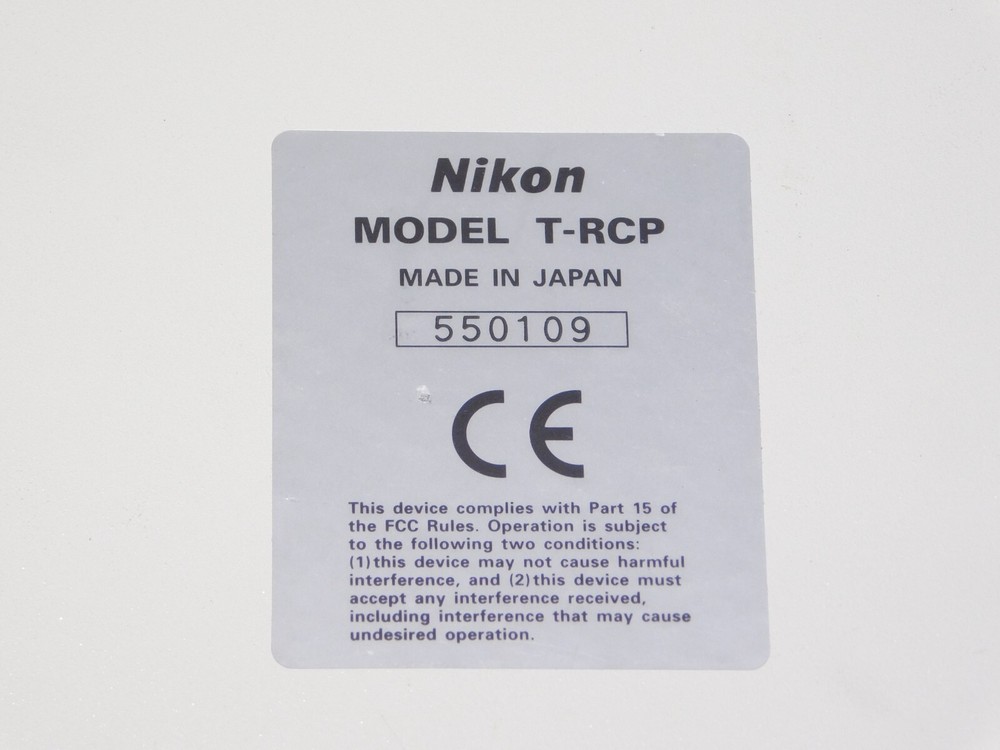 Nikon
MODEL T-RCP
MADE IN JAPAN
550109
CE
This device complies with Part 15 of
the FCC Rules. Operation is subject
to the following two conditions:
(1)this device may not cause harmful
interference, and (2)this device must
accept any interference received,
including interference that may cause
undesired operation.